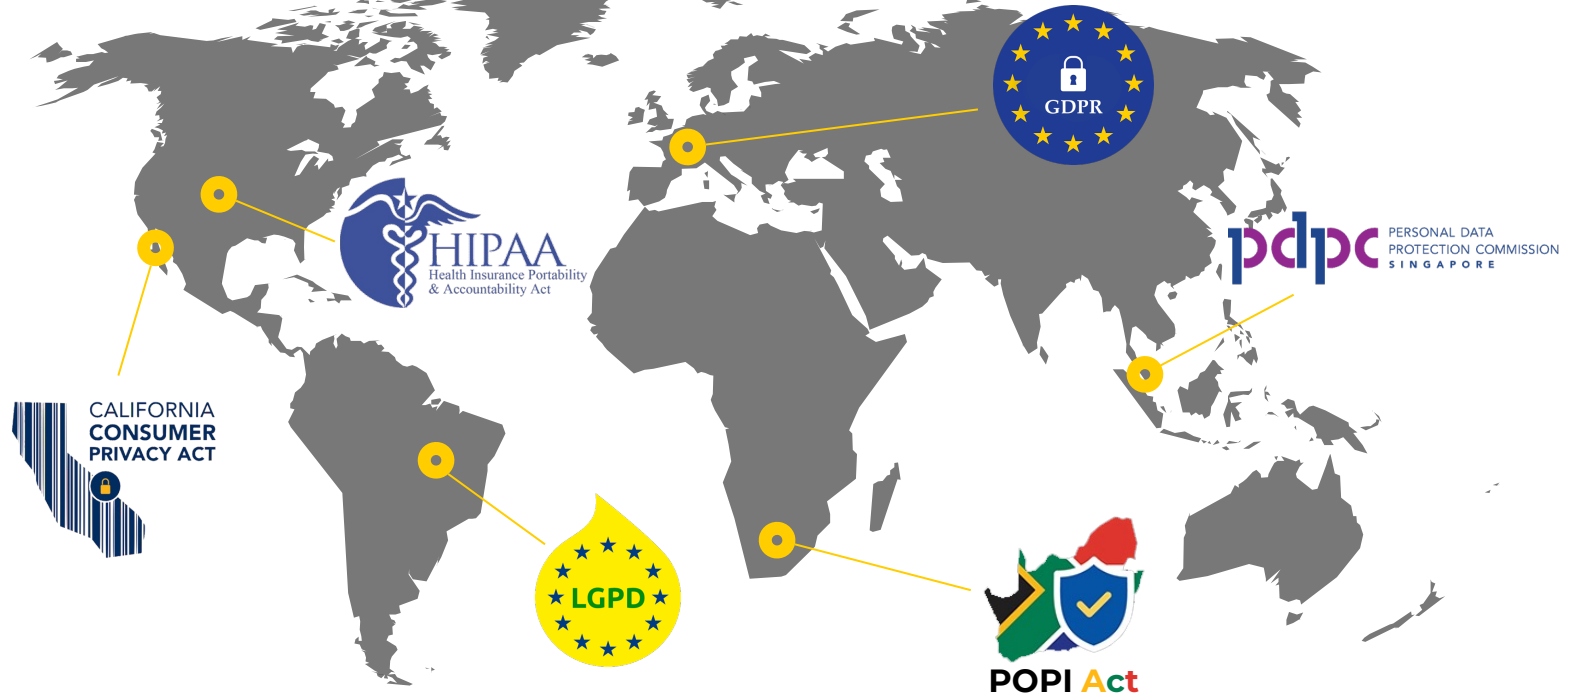 GDPR
HIPAA
Health Insurance Portability
& Accountability Act
pdpc
PERSONAL DATA
PROTECTION COMMISSION
SINGAPORE
CALIFORNIA
CONSUMER
PRIVACY ACT
LGPD
POPI Act